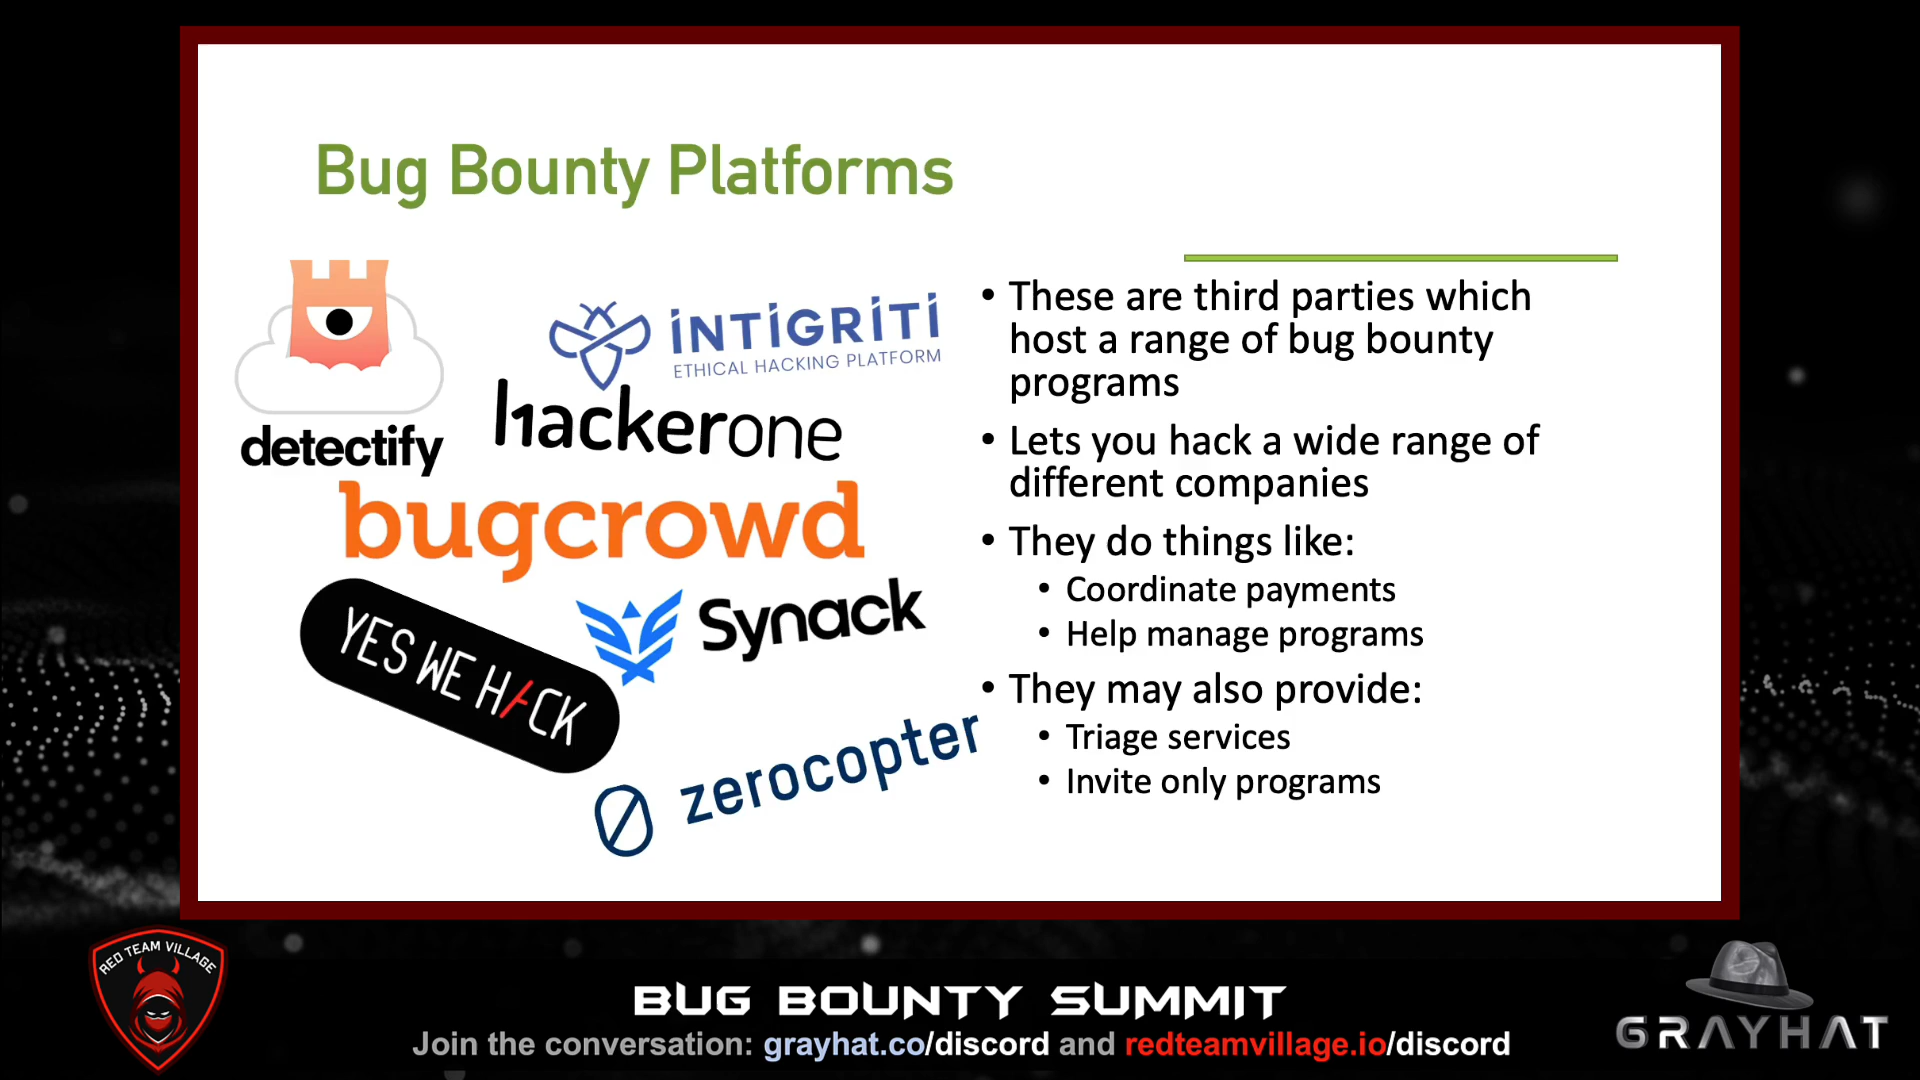 Bug Bounty Platforms
detectify
INTIGRITI
ETHICAL HACKING PLATFORM
hackerone
bugcrowd
YES WE HACK
Synack
zerocopter
• These are third parties which
host a range of bug bounty
programs
• Lets you hack a wide range of
different companies
• They do things like:
• Coordinate payments
• Help manage programs
• They may also provide:
• Triage services
• Invite only programs
RED TEAM VILLAGE
BUG BOUNTY SUMMIT
Join the conversation: grayhat.co/discord and redteamvillage.io/discord
GRAYHAT